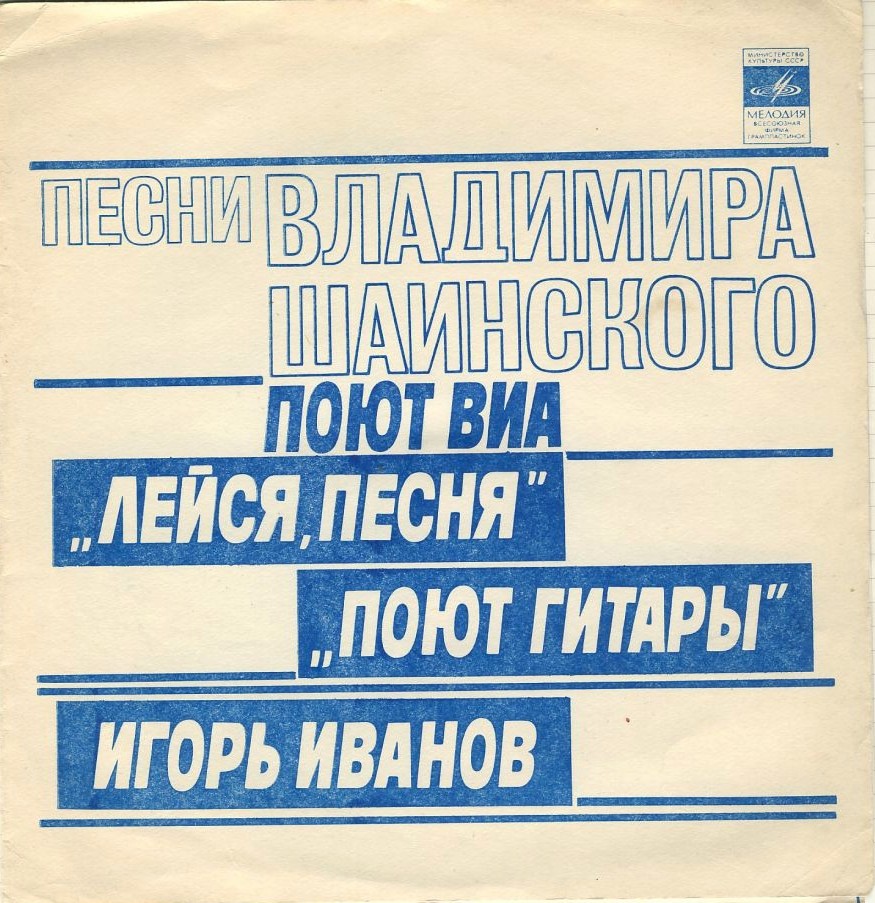 МИНИСТЕРСТВО
КУЛЬТУРЫ СССР
МЕЛОДИЯ
ВСЕСОЮЗНАЯ
ФИРМА
ГРАМПЛАСТИНОК
ПЕСНИ ВЛАДИМИРА
ШАИНСКОГО
ПОЮТ ВИА
„ЛЕЙСЯ, ПЕСНЯ”
„ПОЮТ ГИТАРЫ”
ИГОРЬ ИВАНОВ